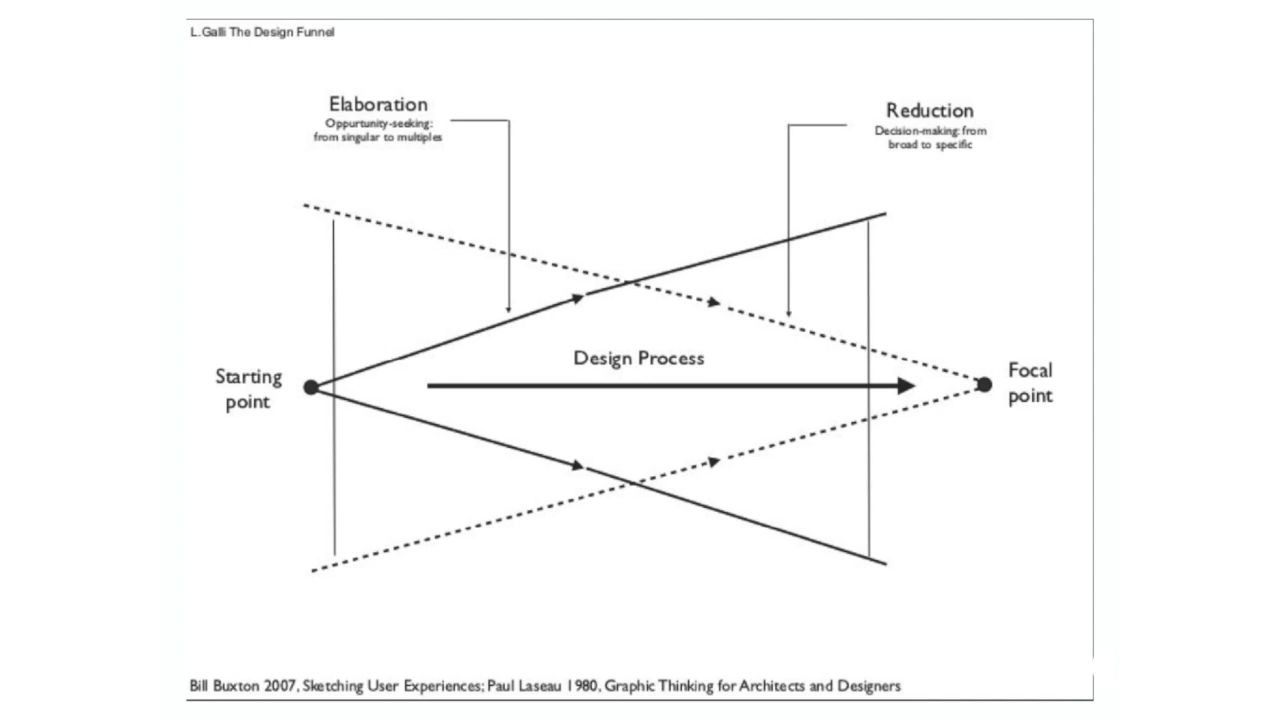 L.Galli The Design Funnel
Elaboration
Oppurtunity-seeking:
from singular to multiples
Reduction
Decision-making: from
broad to specific
Design Process
Starting
point
Focal
point
Bill Buxton 2007, Sketching User Experiences; Paul Laseau 1980, Graphic Thinking for Architects and Designers